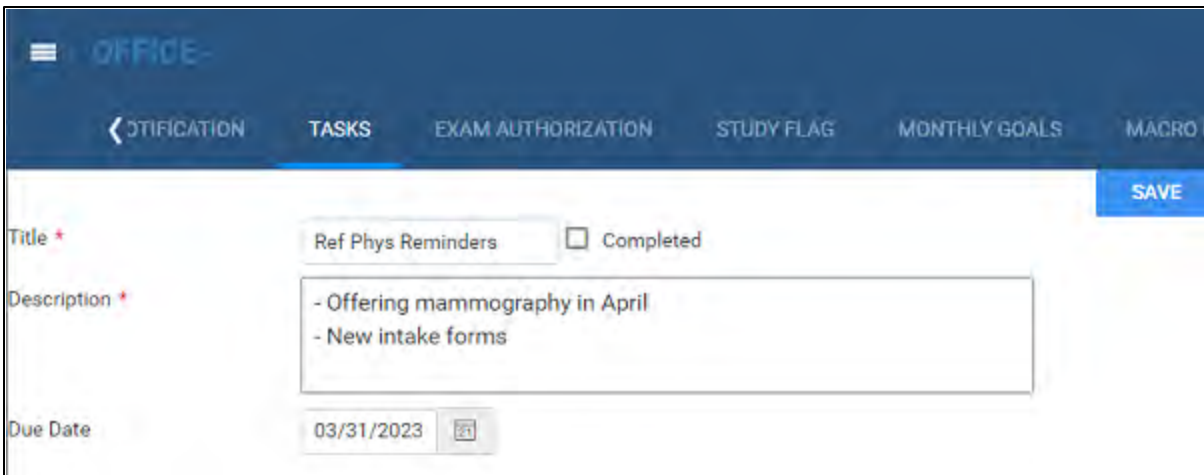 OFFICE-
OTIFICATION TASKS EXAM AUTHORIZATION STUDY FLAG MONTHLY GOALS MACRO
SAVE
Title * Ref Phys Reminders Completed
Description * - Offering mammography in April
- New intake forms
Due Date 03/31/2023